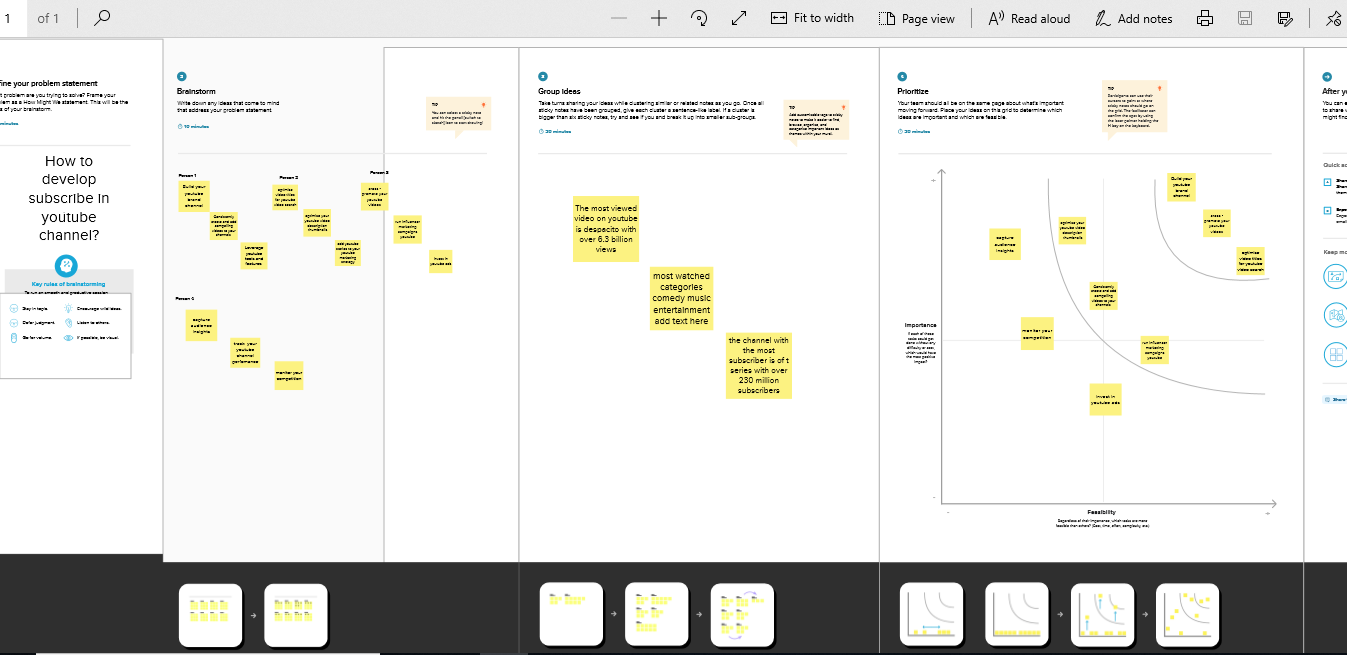 1 of 1
Fit to width
Page view
Read aloud
Add notes
fine your problem statement
t problem are you trying to solve? Frame your
lem as a How Might We statement. This will be the
s of your brainstorm.
minutes
How to
develop
subscribe in
youtube
channel?
Key rules of brainstorming
To run an smooth and productive session
Stay in topic.
Encourage wild ideas.
Defer judgment.
Listen to others.
Go for volume.
If possible, be visual.
2
Brainstorm
Write down any ideas that come to mind
that address your problem statement.
10 minutes
TIP
You can select a sticky note
and hit the pencil [switch to
sketch] icon to start drawing!
Person 1
Build your
youtube
brand
channel
Consistently
create and add
compelling
videos to your
channels
Leverage
youtube
tools and
features
Person 2
optimise
video titles
for youtube
video search
optimise your
youtube video
description
thumbnails
add youtube
stories to your
youtube
marketing
strategy
Person 3
cross -
promote your
youtube
videos
run influencer
marketing
campaigns
youtube
invest in
youtube ads
Person 4
capture
audience
insights
track your
youtube
channel
performance
monitor your
competition
3
Group ideas
Take turns sharing your ideas while clustering similar or related notes as you go. Once all
sticky notes have been grouped, give each cluster a sentence-like label. If a cluster is
bigger than six sticky notes, try and see if you and break it up into smaller sub-groups.
20 minutes
TIP
Add customizable tags to sticky
notes to make it easier to find,
browse, organize, and
categorize important ideas as
themes within your mural.
The most viewed
video on youtube
is despacito with
over 6.3 billion
views
most watched
categories
comedy music
entertainment
add text here
the channel with
the most
subscriber is of t
series with over
230 million
subscribers
4
Prioritize
Your team should all be on the same page about what's important
moving forward. Place your ideas on this grid to determine which
ideas are important and which are feasible.
20 minutes
TIP
Participants can use their
cursors to point at where
sticky notes should go on
the grid. The facilitator can
confirm the spot by using
the laser pointer holding the
H key on the keyboard.
Build your
youtube
brand
channel
cross -
promote your
youtube
videos
optimise
video titles
for youtube
video search
optimise your
youtube video
description
thumbnails
capture
audience
insights
Consistently
create and add
compelling
videos to your
channels
monitor your
competition
run influencer
marketing
campaigns
youtube
invest in
youtube ads
Importance
If each of these
tasks could get
done without any
difficulty or cost,
which would have
the most positive
impact?
Feasibility
Regardless of their importance, which tasks are more
feasible than others? (Cost, time, effort, complexity, etc.)
After yo
You can e
to share w
might find
Quick ad
Keep mo